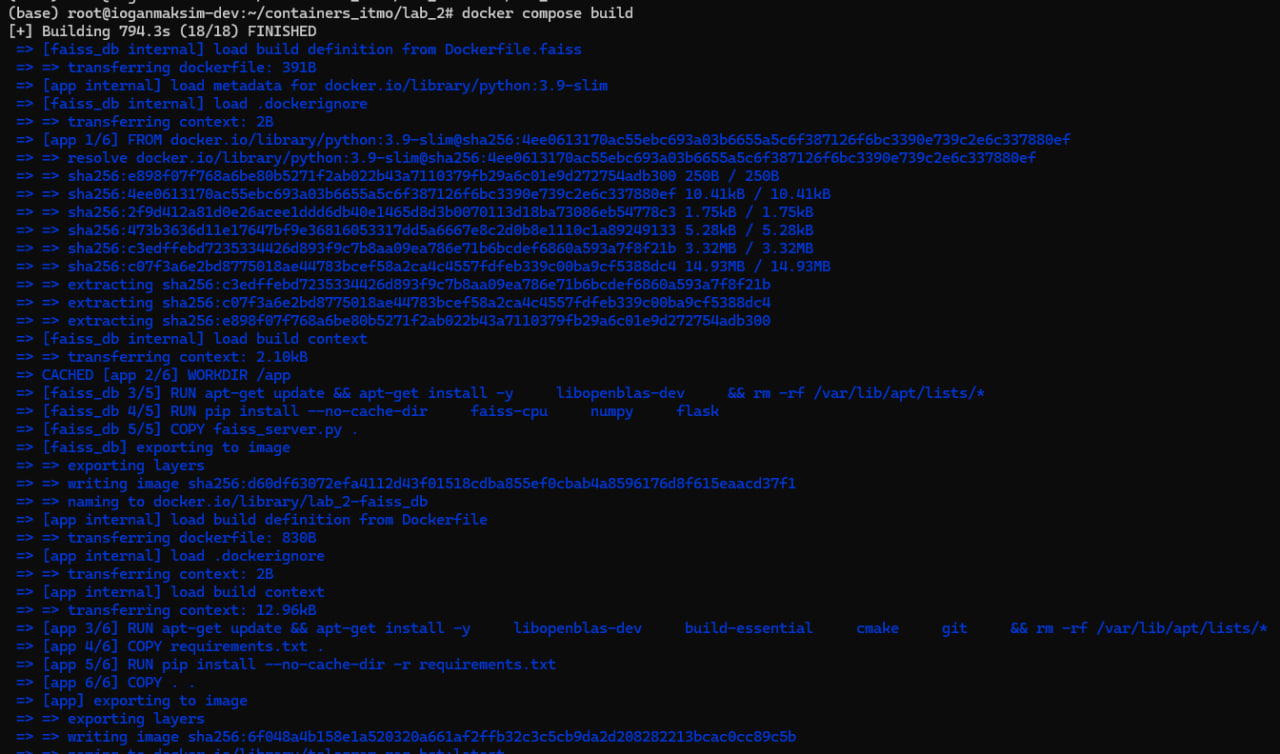 (base) root@ioganmaksim-dev:~/containers_itmo/lab_2# docker compose build
[+] Building 794.3s (18/18) FINISHED
=> [faiss_db internal] load build definition from Dockerfile.faiss
=> => transferring dockerfile: 391B
=> [app internal] load metadata for docker.io/library/python:3.9-slim
=> [faiss_db internal] load .dockerignore
=> => transferring context: 2B
=> [app 1/6] FROM docker.io/library/python:3.9-slim@sha256:4ee0613170ac55ebc693a03b6655a5c6f387126f6bc3390e739c2e6c337880ef
=> => resolve docker.io/library/python:3.9-slim@sha256:4ee0613170ac55ebc693a03b6655a5c6f387126f6bc3390e739c2e6c337880ef
=> => sha256:e898f07f768a6be80b5271f2ab022b43a7110379fb29a6c01e9d272754adb300 250B / 250B
=> => sha256:4ee0613170ac55ebc693a03b6655a5c6f387126f6bc3390e739c2e6c337880ef 10.41kB / 10.41kB
=> => sha256:2f9d412a81d0e26acee1ddd6db40e1465d8d3b0070113d18ba73086eb54778c3 1.75kB / 1.75kB
=> => sha256:473b3636d11e17647bf9e36816053317dd5a6667e8c2d0b8e1110c1a89249133 5.28kB / 5.28kB
=> => sha256:c3edffebd7235334426d893f9c7b8aa09ea786e71b6bcdef6860a593a7f8f21b 3.32MB / 3.32MB
=> => sha256:c07f3a6e2bd8775018ae44783bcef58a2ca4c4557fdfeb339c00ba9cf5388dc4 14.93MB / 14.93MB
=> => extracting sha256:c3edffebd7235334426d893f9c7b8aa09ea786e71b6bcdef6860a593a7f8f21b
=> => extracting sha256:c07f3a6e2bd8775018ae44783bcef58a2ca4c4557fdfeb339c00ba9cf5388dc4
=> => extracting sha256:e898f07f768a6be80b5271f2ab022b43a7110379fb29a6c01e9d272754adb300
=> [faiss_db internal] load build context
=> => transferring context: 2.10kB
=> CACHED [app 2/6] WORKDIR /app
=> [faiss_db 3/5] RUN apt-get update && apt-get install -y     libopenblas-dev     && rm -rf /var/lib/apt/lists/*
=> [faiss_db 4/5] RUN pip install --no-cache-dir     faiss-cpu     numpy     flask
=> [faiss_db 5/5] COPY faiss_server.py .
=> [faiss_db] exporting to image
=> => exporting layers
=> => writing image sha256:d60df63072efa4112d43f01518cdba855ef0cbab4a8596176d8f615eaacd37f1
=> => naming to docker.io/library/lab_2-faiss_db
=> [app internal] load build definition from Dockerfile
=> => transferring dockerfile: 830B
=> [app internal] load .dockerignore
=> => transferring context: 2B
=> [app internal] load build context
=> => transferring context: 12.96kB
=> [app 3/6] RUN apt-get update && apt-get install -y     libopenblas-dev     build-essential     cmake     git     && rm -rf /var/lib/apt/lists/*
=> [app 4/6] COPY requirements.txt .
=> [app 5/6] RUN pip install --no-cache-dir -r requirements.txt
=> [app 6/6] COPY . .
=> [app] exporting to image
=> => exporting layers
=> => writing image sha256:6f048a4b158e1a520320a661af2ffb32c3c5cb9da2d208282213bcac0cc89c5b